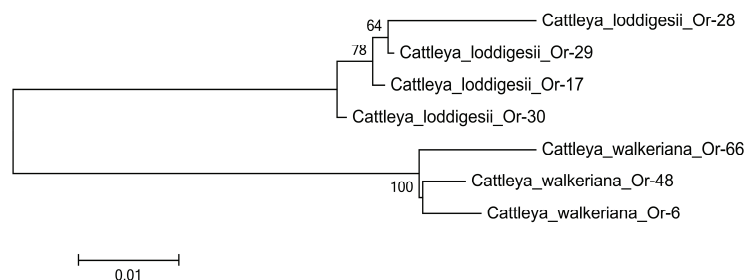 64
Cattleya_loddigesii_Or-28
Cattleya_loddigesii_Or-29
78
Cattleya_loddigesii_Or-17
Cattleya_loddigesii_Or-30
Cattleya_walkeriana_Or-66
100
Cattleya_walkeriana_Or-48
Cattleya_walkeriana_Or-6
0.01